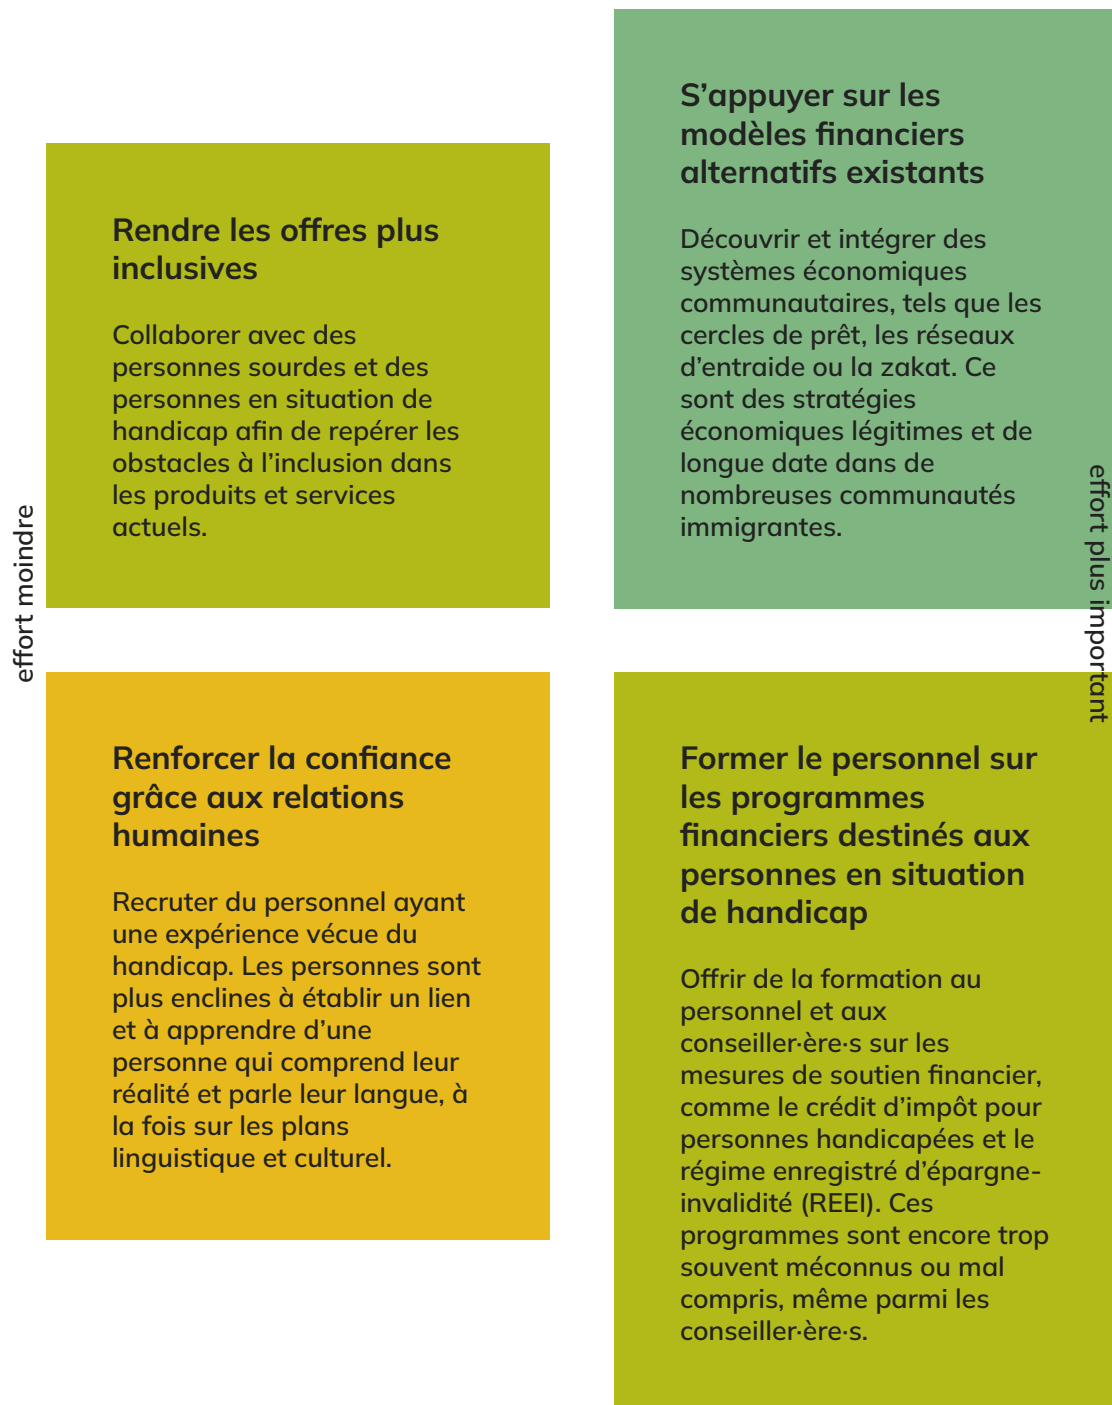 effort moindre
Rendre les offres plus
inclusives
Collaborer avec des
personnes sourdes et des
personnes en situation de
handicap afin de repérer les
obstacles à l’inclusion dans
les produits et services
actuels.
S’appuyer sur les
modèles financiers
alternatifs existants
Découvrir et intégrer des
systèmes économiques
communautaires, tels que les
cercles de prêt, les réseaux
d’entraide ou la zakat. Ce
sont des stratégies
économiques légitimes et de
longue date dans de
nombreuses communautés
immigrantes.
effort plus important
Renforcer la confiance
grâce aux relations
humaines
Recruter du personnel ayant
une expérience vécue du
handicap. Les personnes sont
plus enclines à établir un lien
et à apprendre d’une
personne qui comprend leur
réalité et parle leur langue, à
la fois sur les plans
linguistique et culturel.
Former le personnel sur
les programmes
financiers destinés aux
personnes en situation
de handicap
Offrir de la formation au
personnel et aux
conseiller·ère·s sur les
mesures de soutien financier,
comme le crédit d’impôt pour
personnes handicapées et le
régime enregistré d’épargne-
invalidité (REEI). Ces
programmes sont encore trop
souvent méconnus ou mal
compris, même parmi les
conseiller·ère·s.